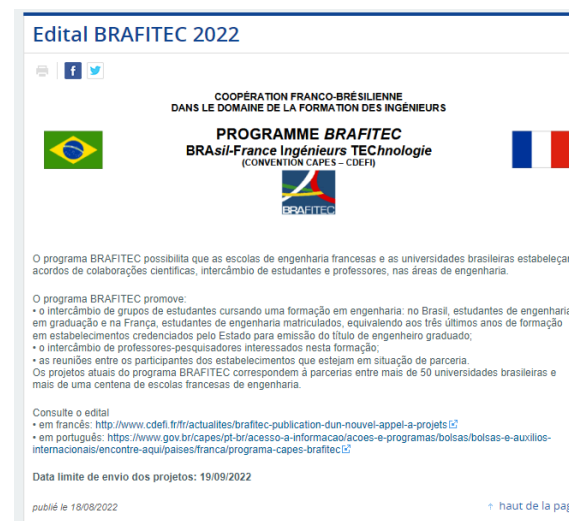 Edital BRAFITEC 2022
COOPÉRATION FRANCO-BRÉSILIENNE
DANS LE DOMAINE DE LA FORMATION DES INGÉNIEURS
PROGRAMME BRAFITEC
BRAsil-France Ingénieurs TEChnologie
(CONVENTION CAPES – CDEFI)
BRAFITEC
O programa BRAFITEC possibilita que as escolas de engenharia francesas e as universidades brasileiras estabeleçam
acordos de colaborações cientificas, intercâmbio de estudantes e professores, nas áreas de engenharia.
O programa BRAFITEC promove:
• o intercâmbio de grupos de estudantes cursando uma formação em engenharia: no Brasil, estudantes de engenharia
em graduação e na França, estudantes de engenharia matriculados, equivalendo aos três últimos anos de formação
em estabelecimentos credenciados pelo Estado para emissão do título de engenheiro graduado;
• o intercâmbio de professores-pesquisadores interessados nesta formação;
• as reuniões entre os participantes dos estabelecimentos que estejam em situação de parceria.
Os projetos atuais do programa BRAFITEC correspondem à parcerias entre mais de 50 universidades brasileiras e
mais de uma centena de escolas francesas de engenharia.
Consulte o edital
• em francês: http://www.cdefi.fr/fr/actualites/brafitec-publication-dun-nouvel-appel-a-projets
• em português: https://www.gov.br/capes/pt-br/acesso-a-informacao/acoes-e-programas/bolsas/bolsas-e-auxilios-
internacionais/encontre-aqui/paises/franca/programa-capes-brafitec
Data limite de envio dos projetos: 19/09/2022
publié le 18/08/2022
haut de la pag